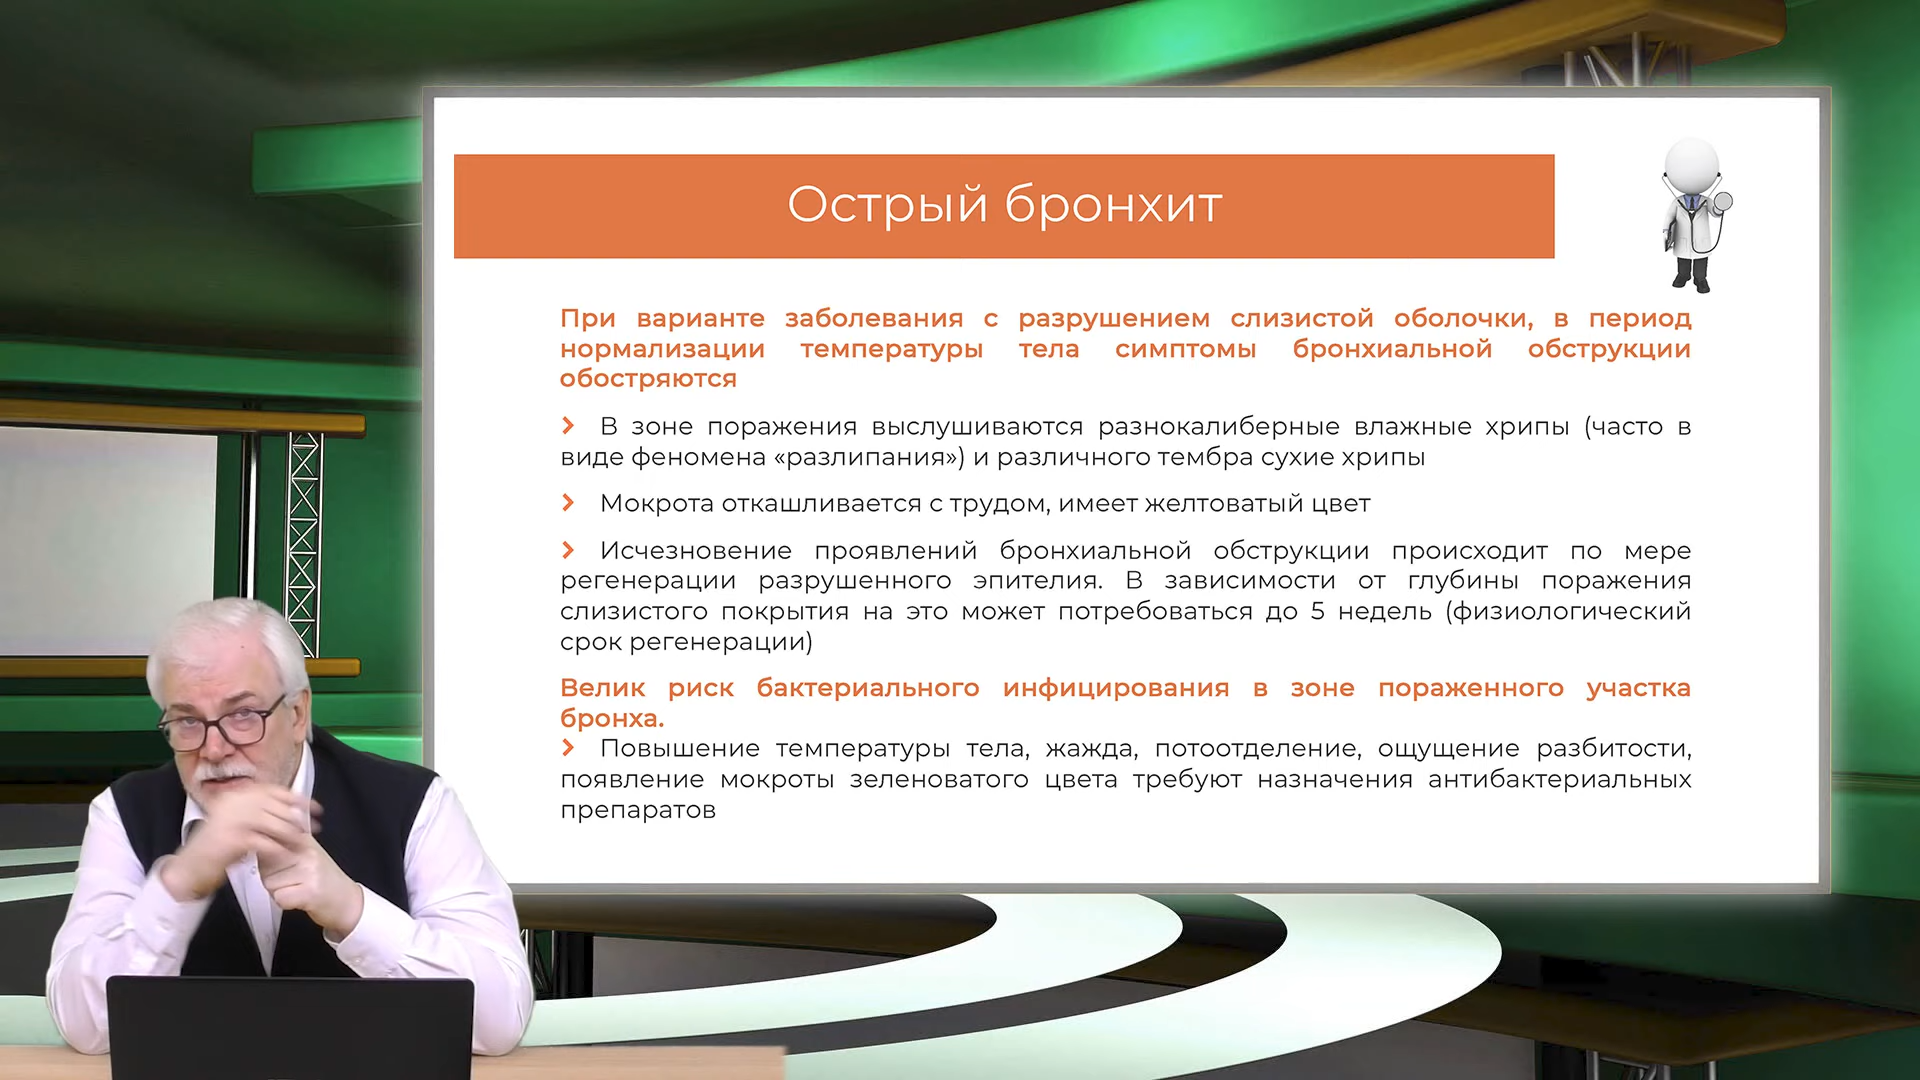 Острый бронхит
При варианте заболевания с разрушением слизистой оболочки, в период
нормализации температуры тела симптомы бронхиальной обструкции
обостряются
В зоне поражения выслушиваются разнокалиберные влажные хрипы (часто в
виде феномена «разлипания») и различного тембра сухие хрипы
Мокрота откашливается с трудом, имеет желтоватый цвет
Исчезновение проявлений бронхиальной обструкции происходит по мере
регенерации разрушенного эпителия. В зависимости от глубины поражения
слизистого покрытия на это может потребоваться до 5 недель (физиологический
срок регенерации)
Велик риск бактериального инфицирования в зоне пораженного участка
бронха.
Повышение температуры тела, жажда, потоотделение, ощущение разбитости,
появление мокроты зеленоватого цвета требуют назначения антибактериальных
препаратов